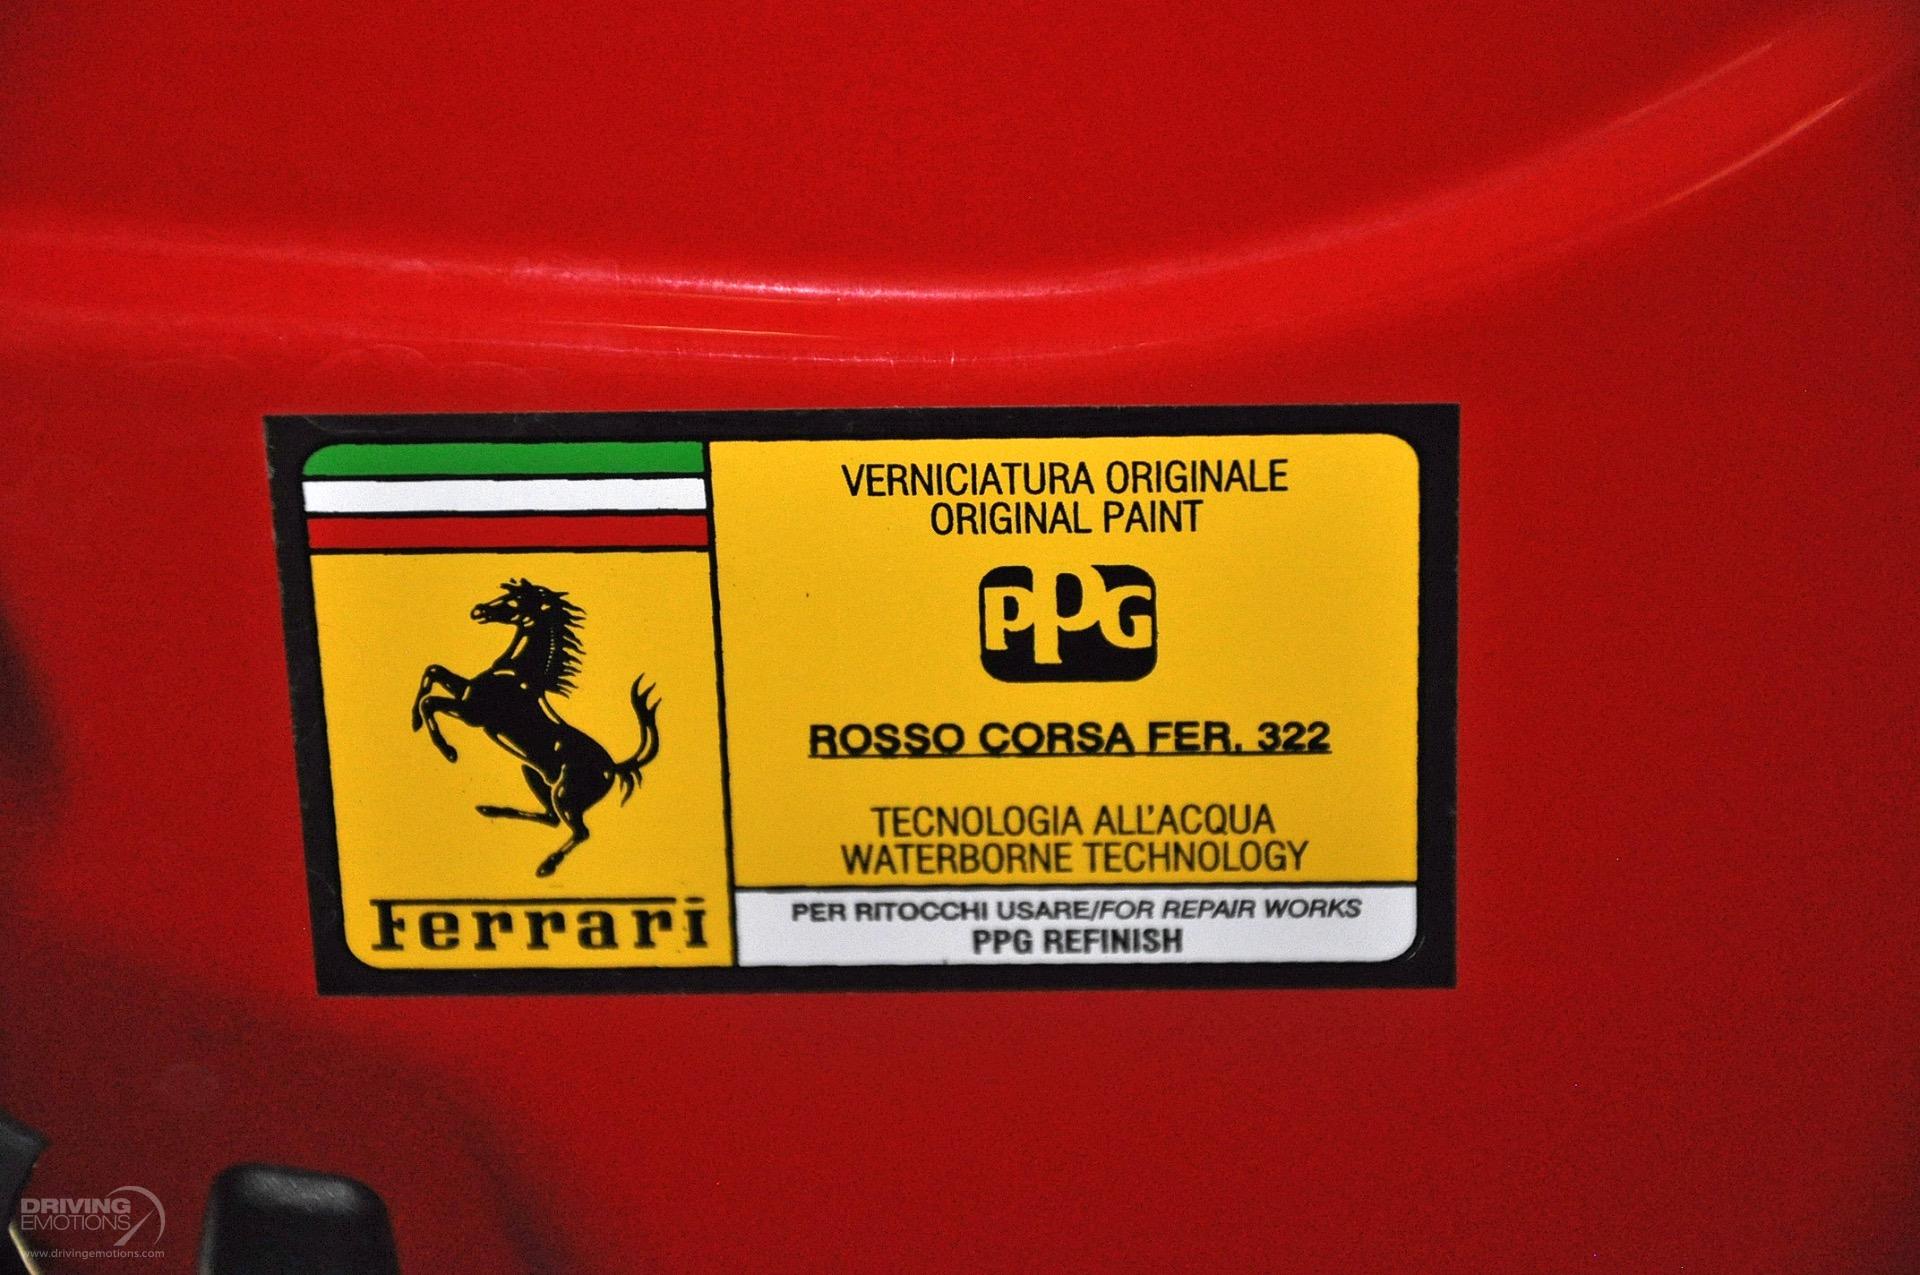 VERNICIATURA ORIGINALE
ORIGINAL PAINT
PPG
ROSSO CORSA FER. 322
TECNOLOGIA ALL'ACQUA
WATERBORNE TECHNOLOGY
PER RITOCCHI USARE/FOR REPAIR WORKS
PPG REFINISH
Ferrari
DRIVING
EMOTIONS
www.drivingemotions.com